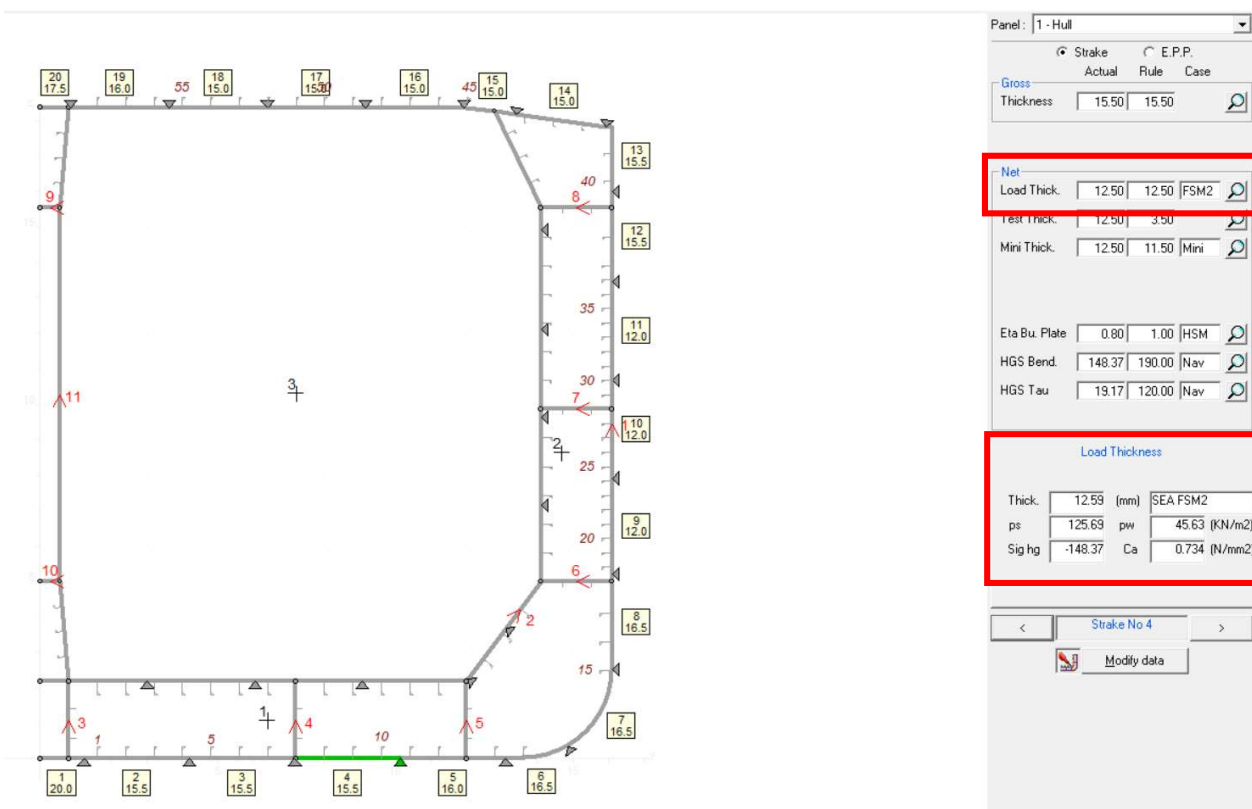 Panel : 1 - Hull
Strake E.P.P.
Actual Rule Case
Gross
Thickness 15.50 15.50
Net
Load Thick. 12.50 12.50 FSM2
Test Thick. 12.50 3.50
Mini Thick. 12.50 11.50 Mini
Eta Bu. Plate 0.80 1.00 HSM
HGS Bend. 148.37 190.00 Nav
HGS Tau 19.17 120.00 Nav
Load Thickness
Thick. 12.59 (mm) SEA FSM2
ps 125.69 pw 45.63 (KN/m2)
Sig hg -148.37 Ca 0.734 (N/mm2)
< Strake No 4 >
Modify data
20 19 55 18 17 16 45 15 14
17.5 16.0 15.0 15.0 15.0 15.0
13
15.5
40
9 8
15
12
15.5
35
11
12.0
30
3
11
7
10
12.0
1
2
25
9
12.0
20
10 6
2
8
16.5
15
1
3 4 5
7
16.5
1 5 10
1 2 3 4 5 6
20.0 15.5 15.5 15.5 16.0 16.5